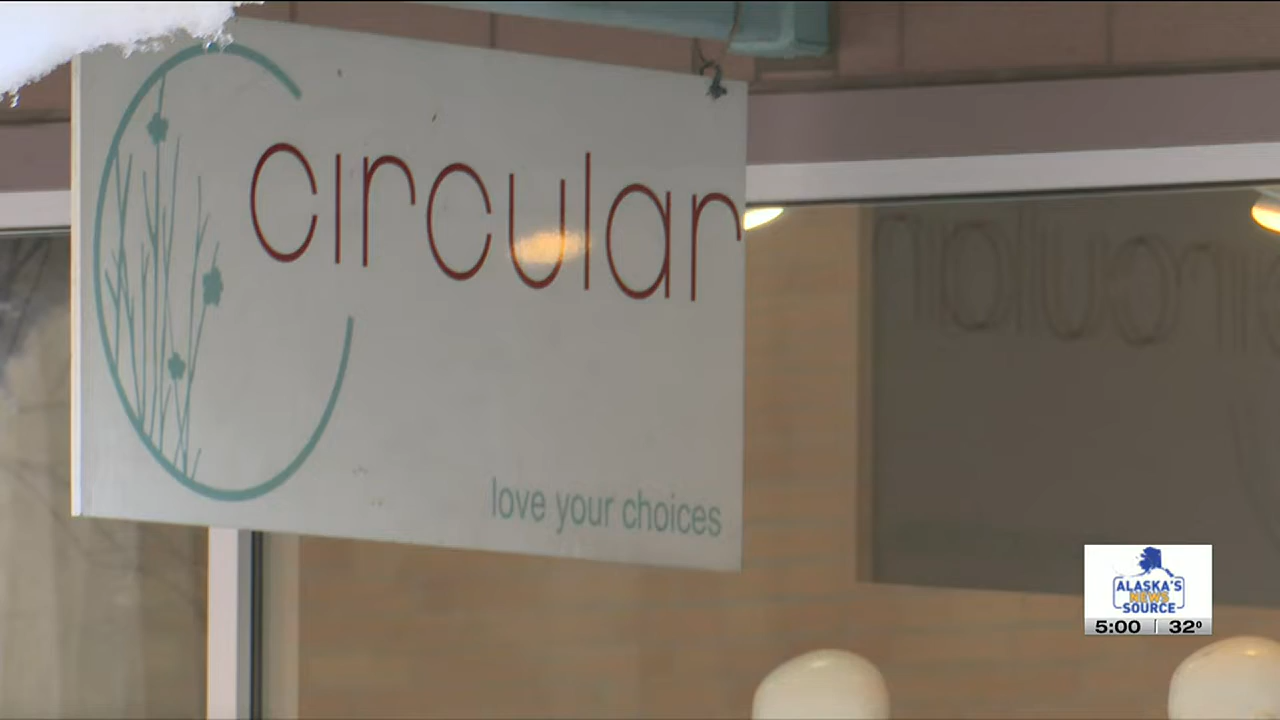 circular
love your choices
ALASKA'S
NEWS
SOURCE
5:00 32°